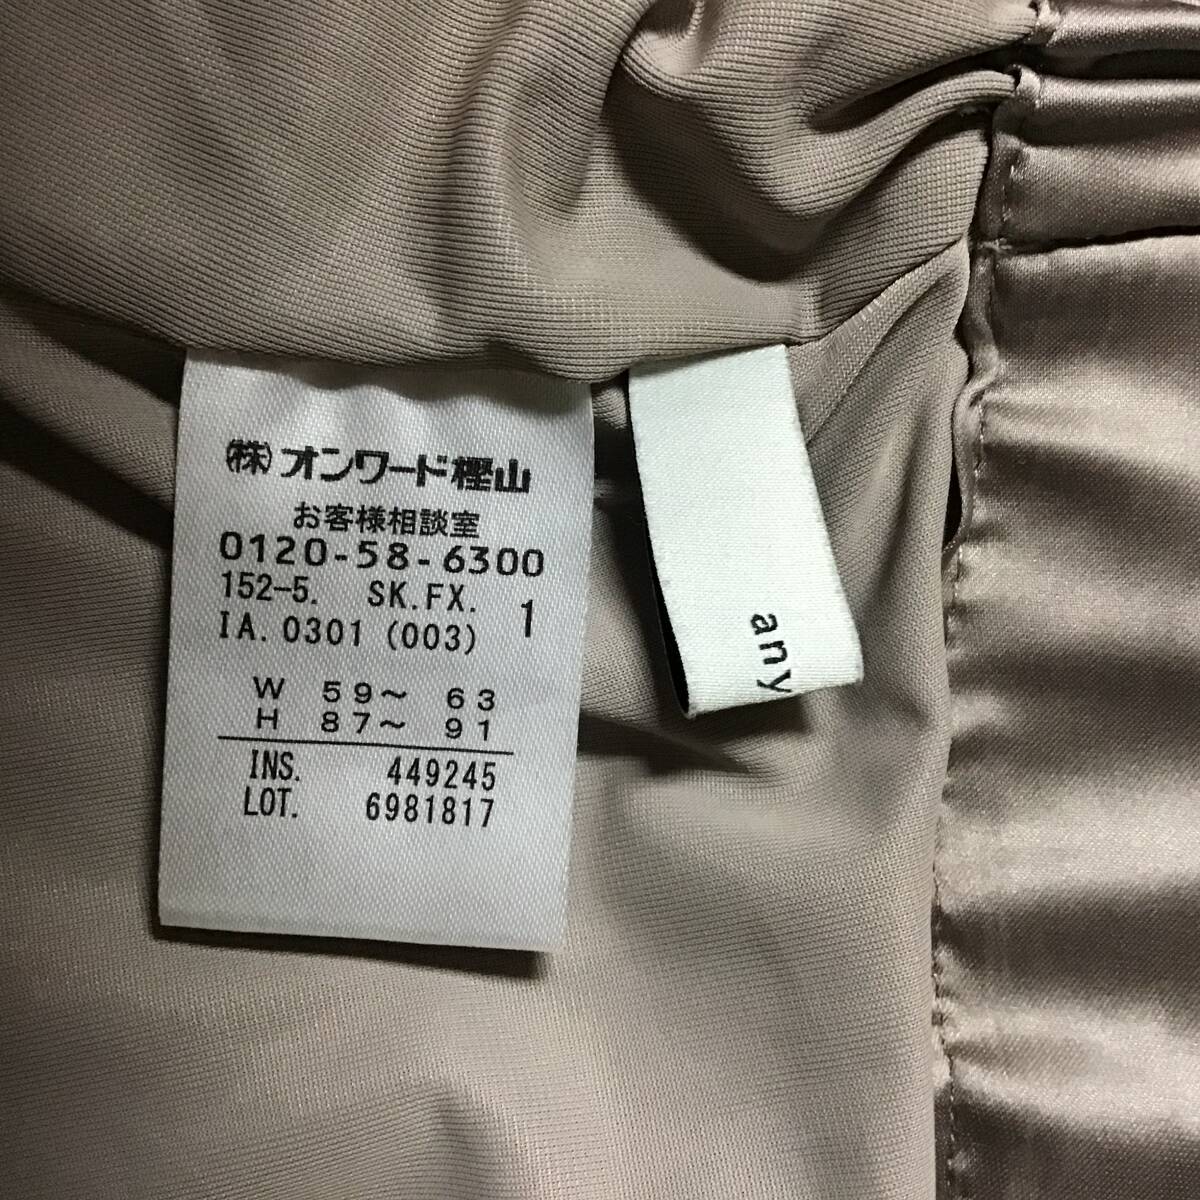 (株)オンワード樫山
お客様相談室
0120-58-6300
152-5. SK.FX. 1
IA.0301 (003)
W 59～ 63
H 87～ 91
INS. 449245
LOT. 6981817
any